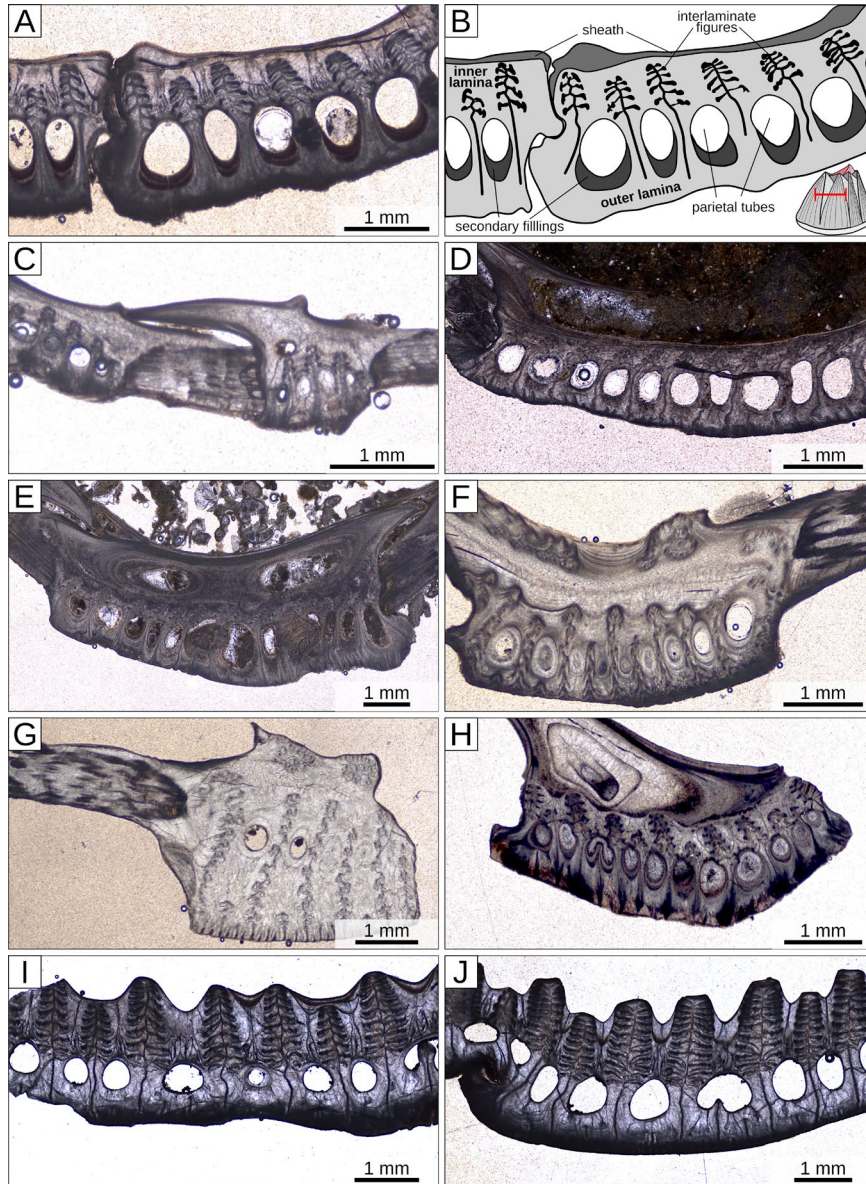 A
1 mm
B
sheath
interlaminate
figures
inner
lamina
outer lamina
parietal tubes
secondary filllings
C
1 mm
D
1 mm
E
1 mm
F
1 mm
G
1 mm
H
1 mm
I
1 mm
J
1 mm